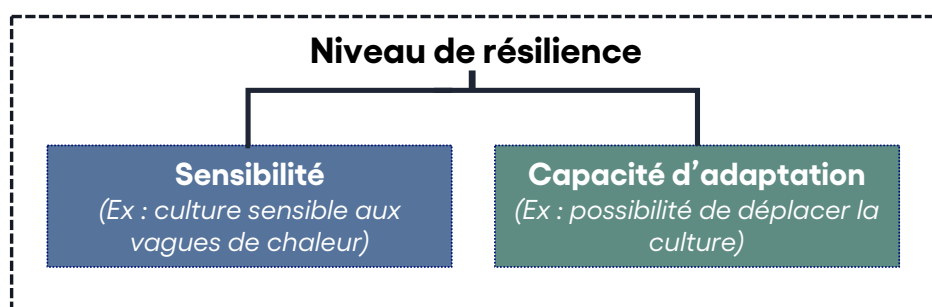 Niveau de résilience
Sensibilité
(Ex : culture sensible aux
vagues de chaleur)
Capacité d’adaptation
(Ex : possibilité de déplacer la
culture)